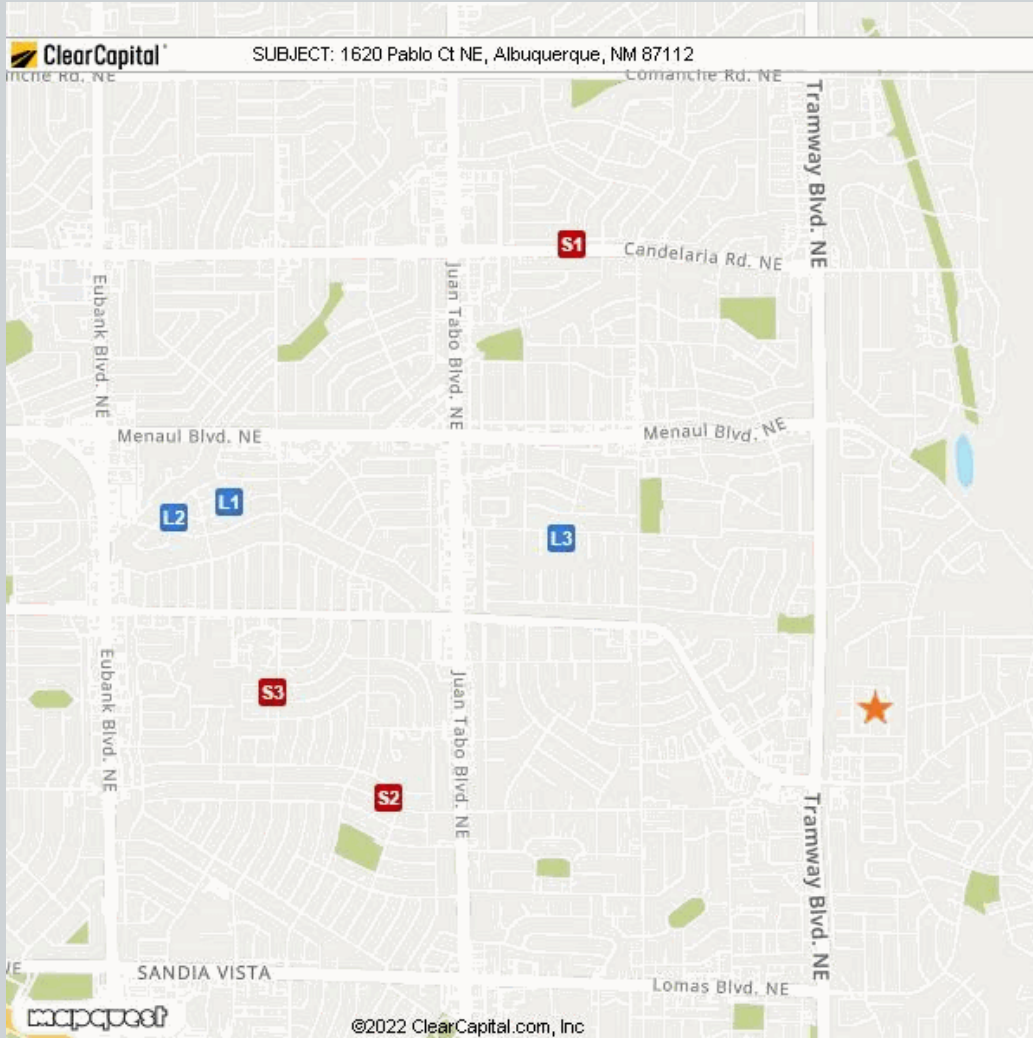 ClearCapital
SUBJECT: 1620 Pablo Ct NE, Albuquerque, NM 87112
Rd. NE
Comanche Rd. NE
Tramway Blvd. NE
S1
Candelaria Rd. NE
Eubank Blvd. NE
Juan Tabo Blvd. NE
Menaul Blvd. NE
Menaul Blvd. NE
L1
L2
L3
Eubank Blvd. NE
S3
Juan Tabo Blvd. NE
S2
Tramway Blvd. NE
SANDIA VISTA
Lomas Blvd. NE
mapquest
©2022 ClearCapital.com, Inc